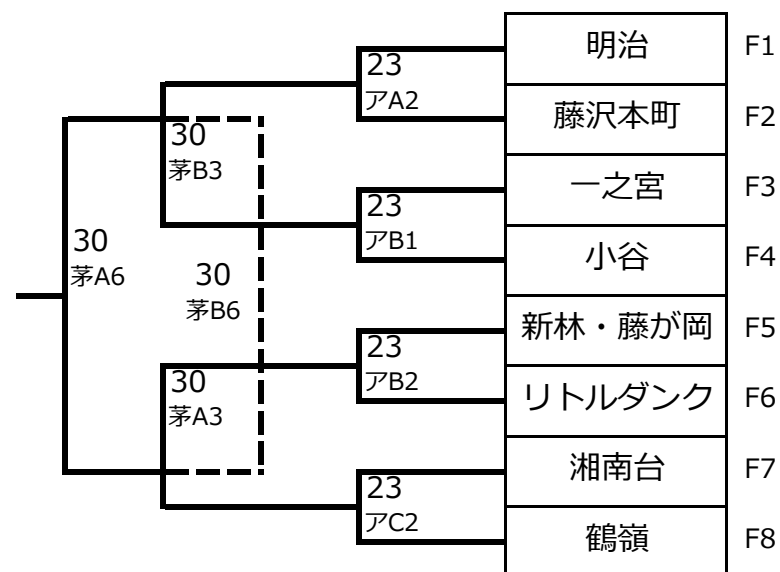 明治 F1
23
アA2
藤沢本町 F2
30
茅B3
一之宮 F3
23
アB1
30
茅A6
小谷 F4
30
茅B6
新林・藤が岡 F5
23
アB2
30
茅A3
リトルダンク F6
湘南台 F7
23
アC2
鶴嶺 F8